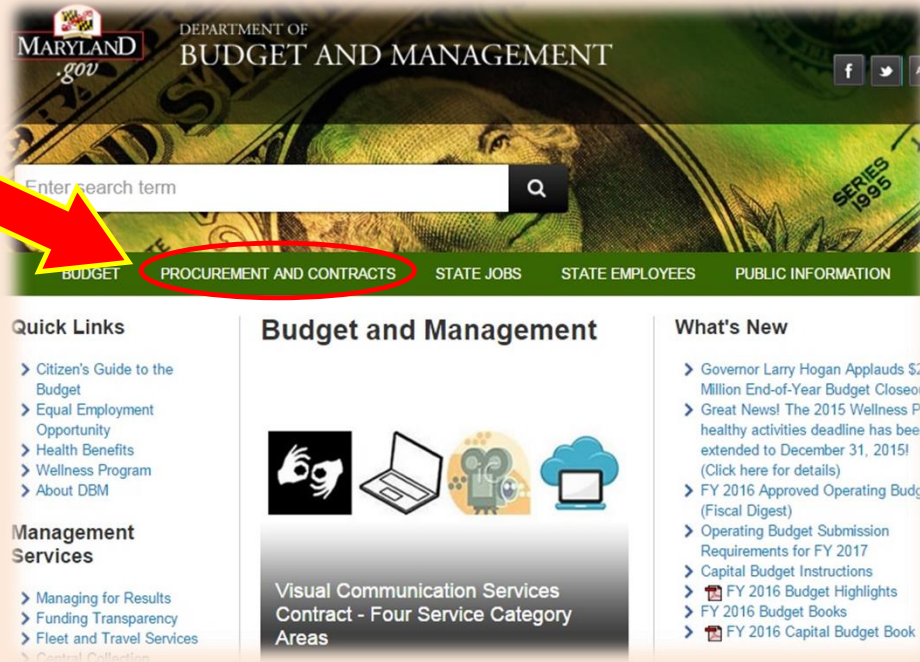 MARYLAND
.gov
DEPARTMENT OF
BUDGET AND MANAGEMENT
Enter search term
SERIES
1995
BUDGET
PROCUREMENT AND CONTRACTS
STATE JOBS
STATE EMPLOYEES
PUBLIC INFORMATION
Quick Links
Citizen's Guide to the
Budget
Equal Employment
Opportunity
Health Benefits
Wellness Program
About DBM
Management
Services
Managing for Results
Funding Transparency
Fleet and Travel Services
Central Collection
Budget and Management
Visual Communication Services
Contract - Four Service Category
Areas
What's New
Governor Larry Hogan Applauds $2
Million End-of-Year Budget Closeou
Great News! The 2015 Wellness P
healthy activities deadline has bee
extended to December 31, 2015!
(Click here for details)
FY 2016 Approved Operating Budg
(Fiscal Digest)
Operating Budget Submission
Requirements for FY 2017
Capital Budget Instructions
FY 2016 Budget Highlights
FY 2016 Budget Books
FY 2016 Capital Budget Book